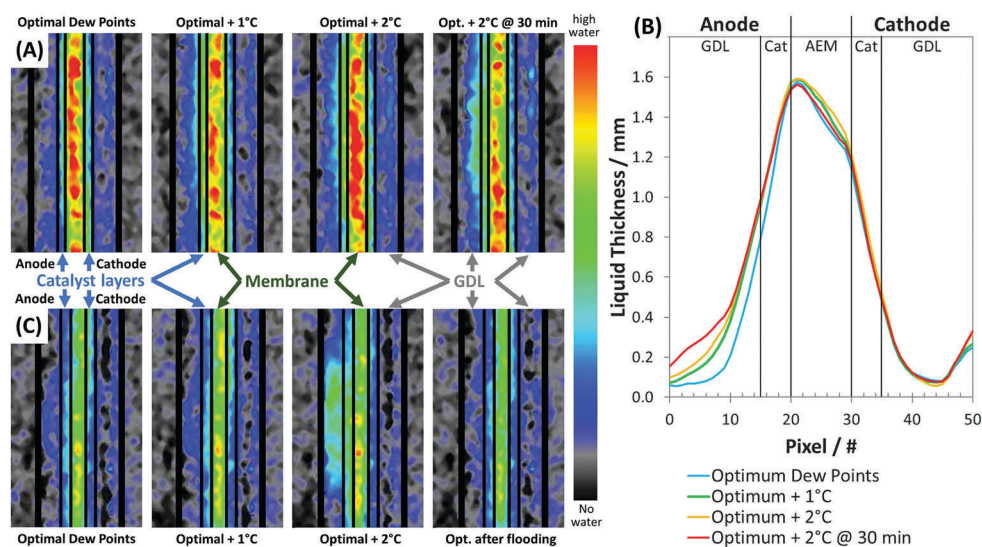 Optimal Dew Points
Optimal + 1°C
Optimal + 2°C
Opt. + 2°C @ 30 min
high
water
(A)
Anode
Cathode
Catalyst layers
Membrane
GDL
Anode
Cathode
(C)
No
water
Optimal Dew Points
Optimal + 1°C
Optimal + 2°C
Opt. after flooding
(B)
Anode
Cathode
GDL
Cat
AEM
Cat
GDL
Liquid Thickness / mm
1.6
1.4
1.2
1.0
0.8
0.6
0.4
0.2
0.0
0
10
20
30
40
50
Pixel / #
Optimum Dew Points
Optimum + 1°C
Optimum + 2°C
Optimum + 2°C @ 30 min